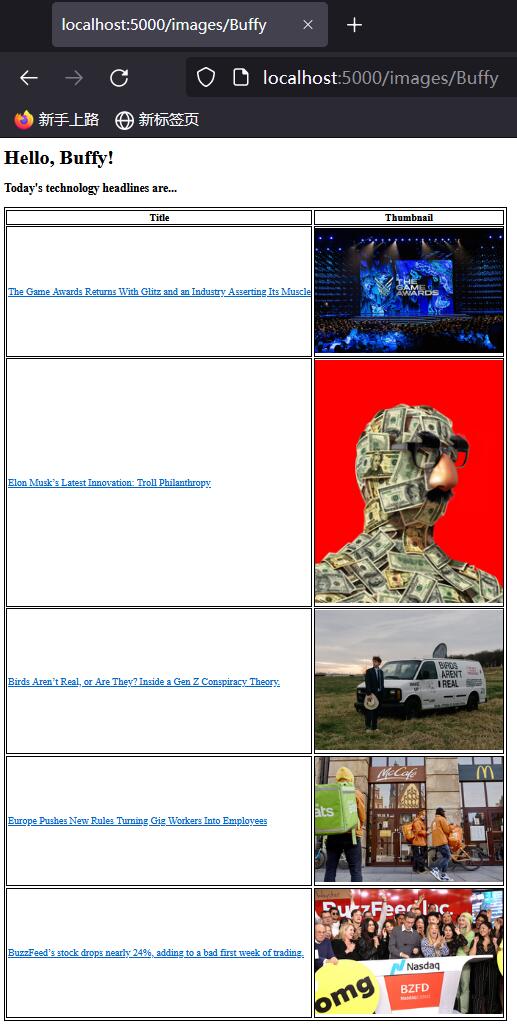 localhost:5000/images/Buffy
localhost:5000/images/Buffy
新手上路 新标签页
Hello, Buffy!
Today's technology headlines are...
Title Thumbnail
The Game Awards Returns With Glitz and an Industry Asserting Its Muscle
THE
GAME
AWARDS
Elon Musk’s Latest Innovation: Troll Philanthropy
Birds Aren’t Real, or Are They? Inside a Gen Z Conspiracy Theory.
BIRDS
AREN'T
REAL
Europe Pushes New Rules Turning Gig Workers Into Employees
McCafé
ats
BuzzFeed’s stock drops nearly 24%, adding to a bad first week of trading.
BuzzFeed Inc.
Nasdaq
BZFD
omg